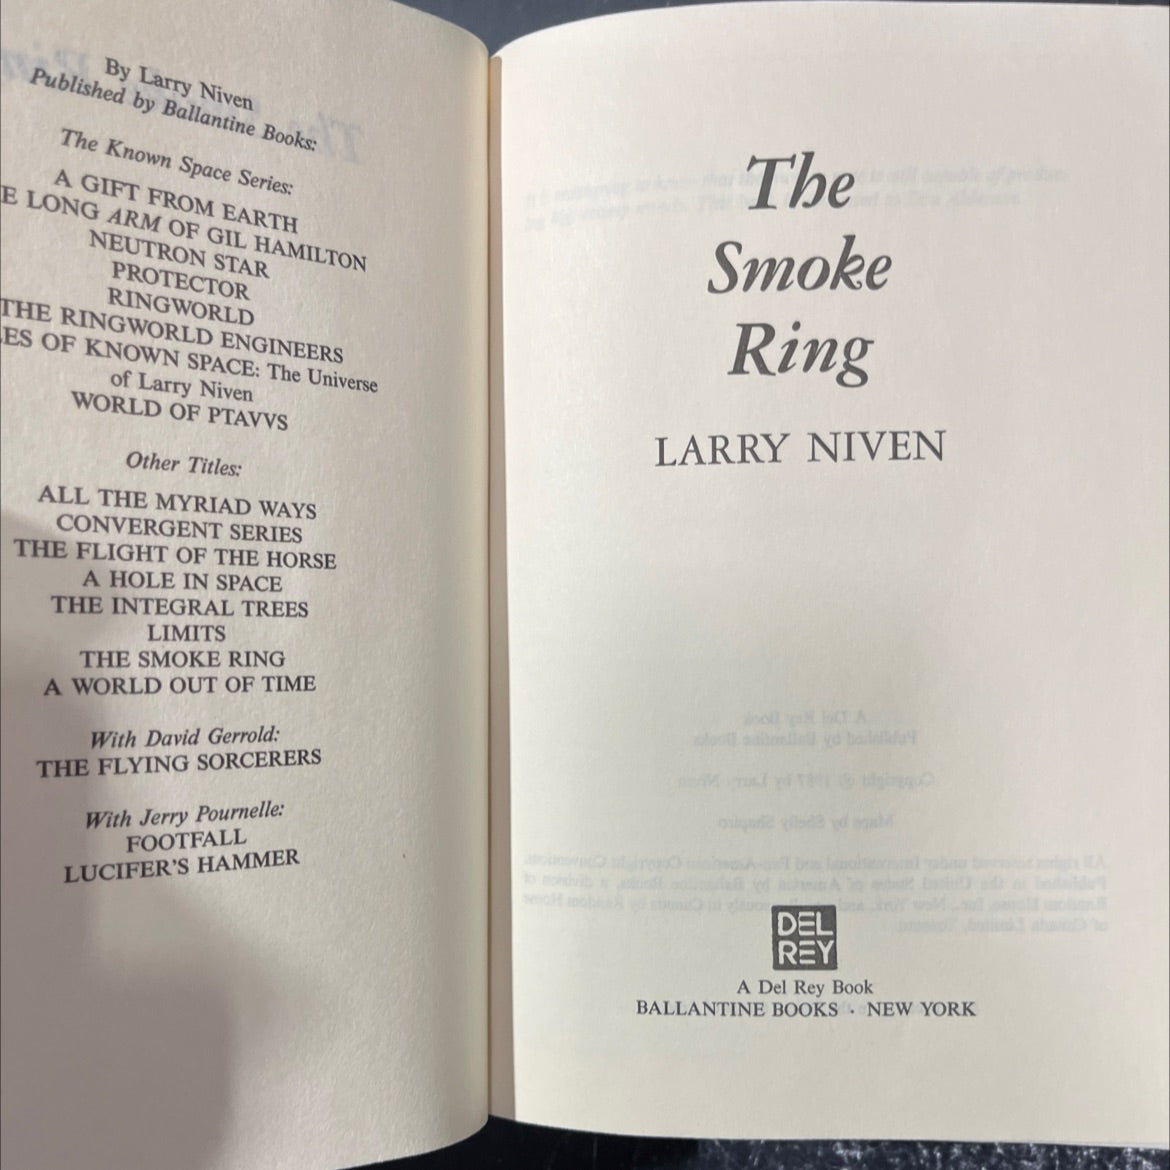 By Larry Niven
Published by Ballantine Books:
The Known Space Series:
A GIFT FROM EARTH
E LONG ARM OF GIL HAMILTON
NEUTRON STAR
PROTECTOR
RINGWORLD
THE RINGWORLD ENGINEERS
ES OF KNOWN SPACE: The Universe
of Larry Niven
WORLD OF PTAVVS
Other Titles:
ALL THE MYRIAD WAYS
CONVERGENT SERIES
THE FLIGHT OF THE HORSE
A HOLE IN SPACE
THE INTEGRAL TREES
LIMITS
THE SMOKE RING
A WORLD OUT OF TIME
With David Gerrold:
THE FLYING SORCERERS
With Jerry Pournelle:
FOOTFALL
LUCIFER'S HAMMER
The
Smoke
Ring
LARRY NIVEN
DEL
REY
A Del Rey Book
BALLANTINE BOOKS · NEW YORK